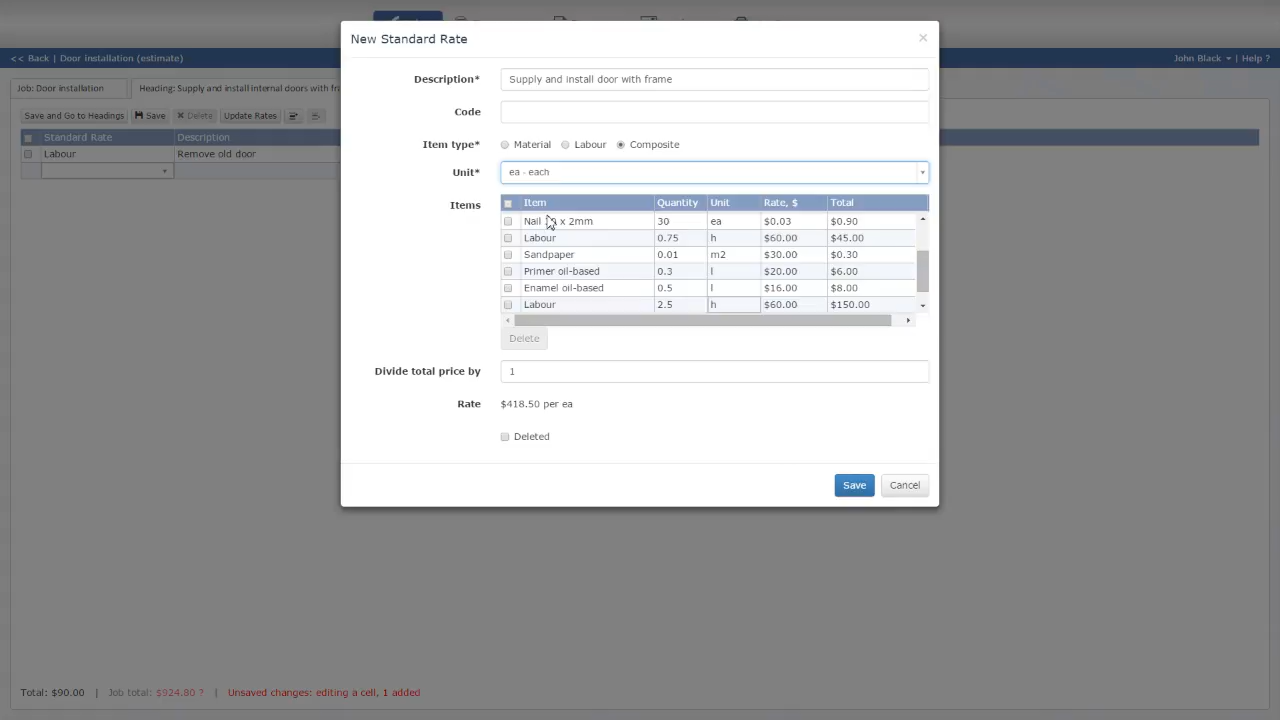 New Standard Rate ×
<< Back | Door installation (estimate) John Black | Help ?
Job: Door installation Heading: Supply and install internal doors with
Save and Go to Headings Save Delete Update Rates
Standard Rate Description
Labour Remove old door
Description* Supply and install door with frame
Code
Item type* Material Labour Composite
Unit* ea - each
Items Item Quantity Unit Rate, $ Total
Nail x 2mm 30 ea $0.03 $0.90
Labour 0.75 h $60.00 $45.00
Sandpaper 0.01 m2 $30.00 $0.30
Primer oil-based 0.3 l $20.00 $6.00
Enamel oil-based 0.5 l $16.00 $8.00
Labour 2.5 h $60.00 $150.00
Delete
Divide total price by 1
Rate $418.50 per ea
Deleted
Save Cancel
Total: $90.00 | Job total: $924.80 ? | Unsaved changes: editing a cell, 1 added